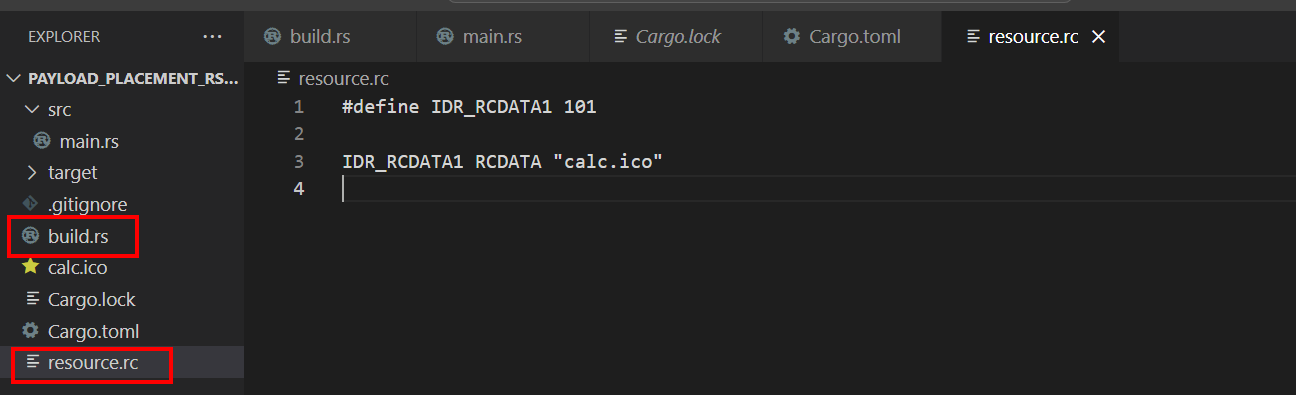 EXPLORER
···
build.rs
main.rs
Cargo.lock
Cargo.toml
resource.rc
PAYLOAD_PLACEMENT_RS...
src
main.rs
target
.gitignore
build.rs
calc.ico
Cargo.lock
Cargo.toml
resource.rc
resource.rc
1 #define IDR_RCDATA1 101
2
3 IDR_RCDATA1 RCDATA "calc.ico"
4